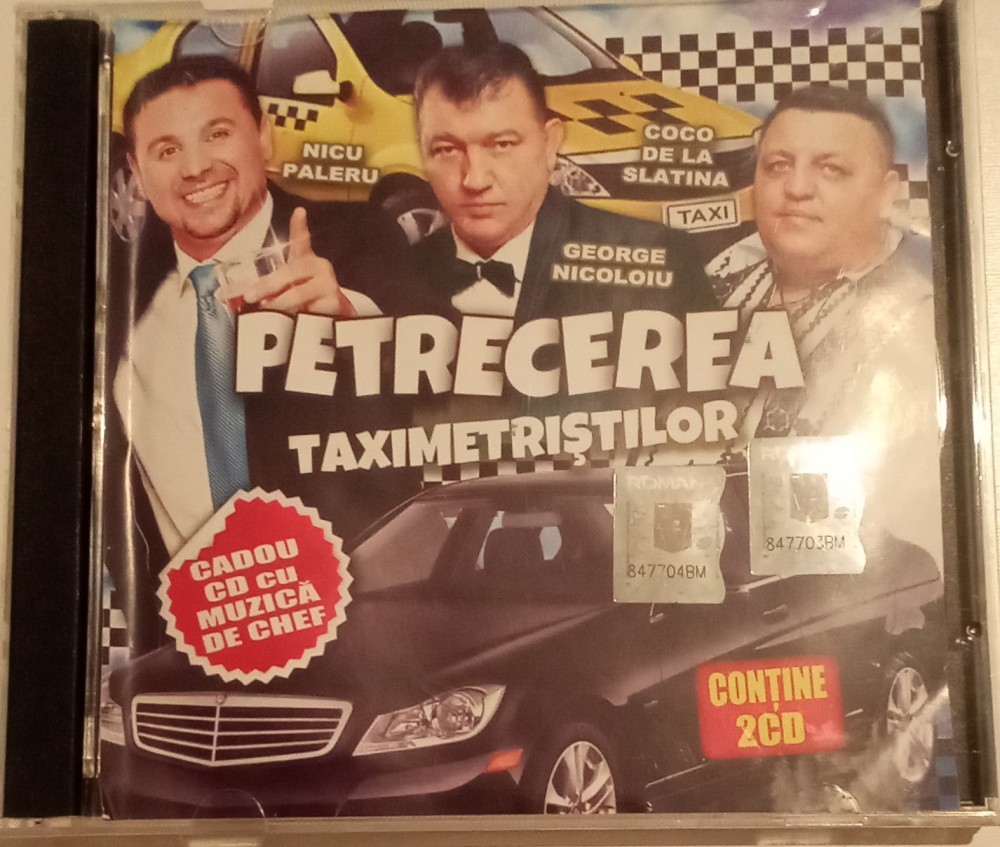 NICU
PALERU
COCO
DE LA
SLATINA
TAXI
GEORGE
NICOLOIU
PETRECEREA
TAXIMETRIȘTILOR
CADOU
CD cu
MUZICĂ
DE CHEF
847704BM
847703BM
CONȚINE
2CD